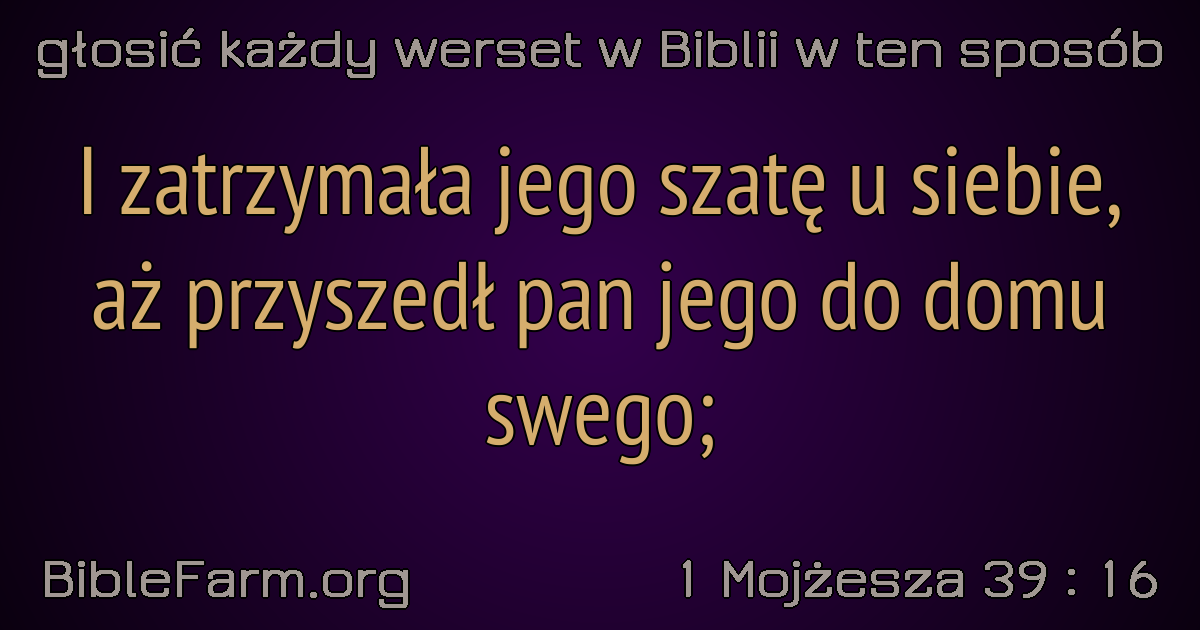 głosić każdy werset w Biblii w ten sposób
I zatrzymała jego szatę u siebie,
aż przyszedł pan jego do domu
swego;
BibleFarm.org
1 Mojżesza 39 : 16